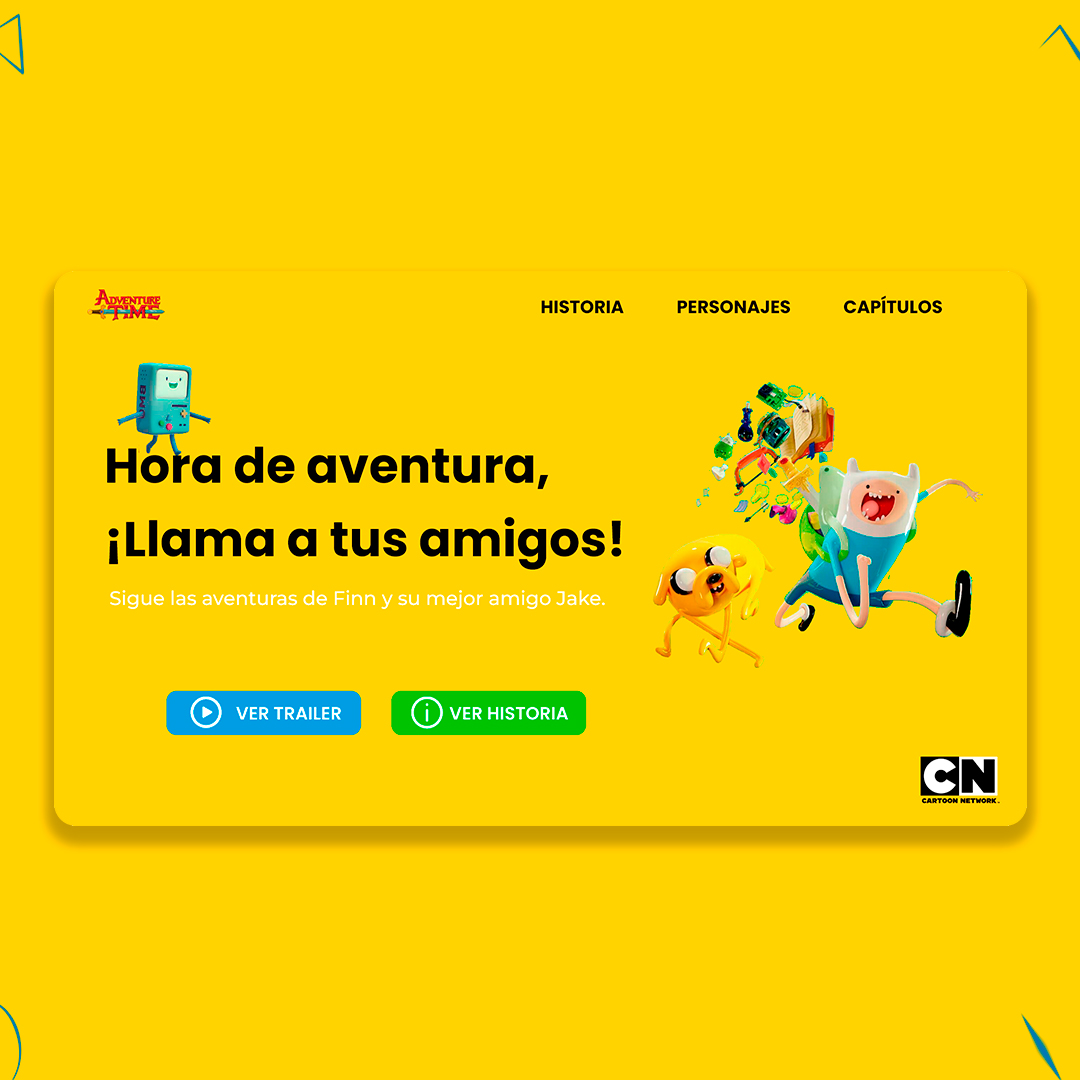 ADVENTURE
TIME
HISTORIA PERSONAJES CAPÍTULOS
BMO
Hora de aventura,
¡Llama a tus amigos!
Sigue las aventuras de Finn y su mejor amigo Jake.
VER TRAILER VER HISTORIA
CN
CARTOON NETWORK.